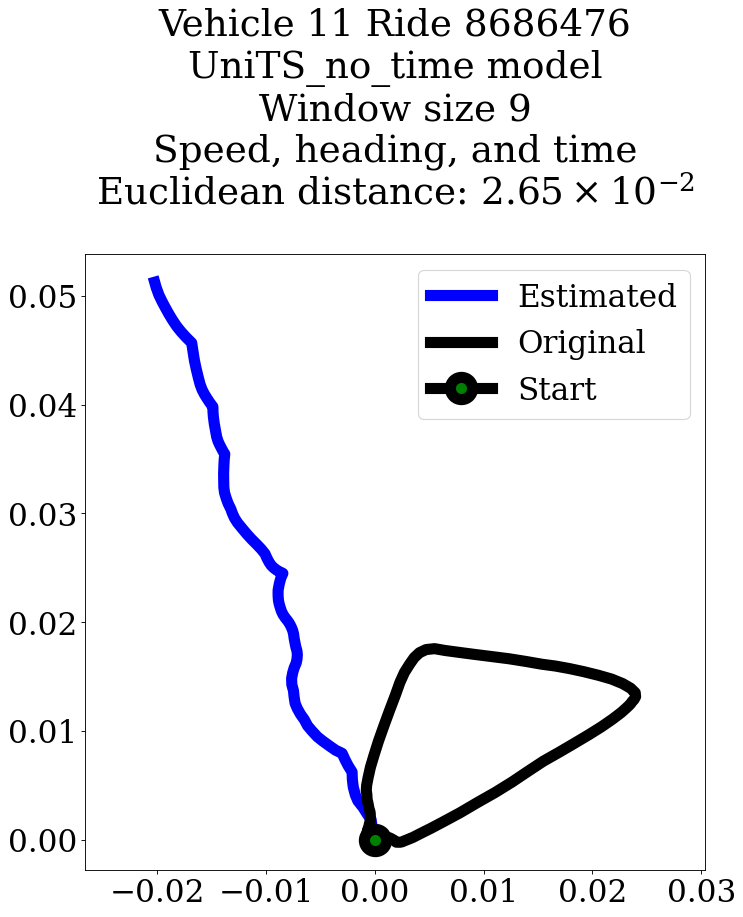 Vehicle 11 Ride 8686476
UniTS_no_time model
Window size 9
Speed, heading, and time
Euclidean distance: 2.65 × 10⁻²
Estimated
Original
Start
0.05
0.04
0.03
0.02
0.01
0.00
−0.02 −0.01 0.00 0.01 0.02 0.03